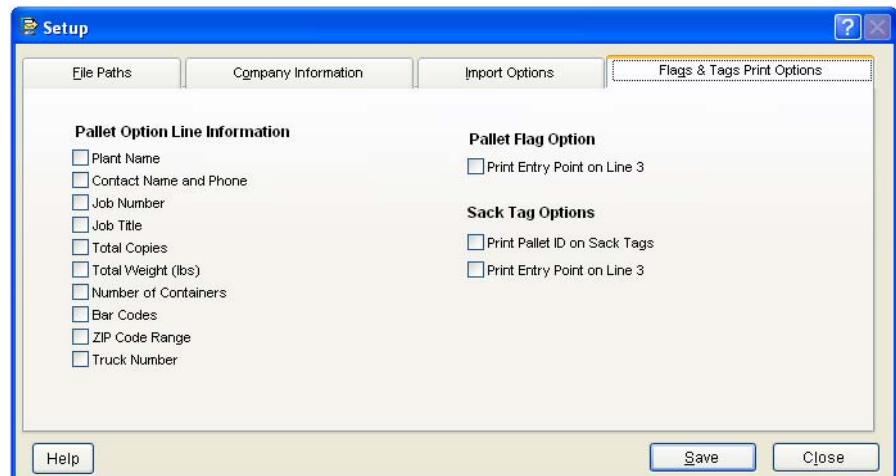 Setup
File Paths
Company Information
Import Options
Flags & Tags Print Options
Pallet Option Line Information
Plant Name
Contact Name and Phone
Job Number
Job Title
Total Copies
Total Weight (lbs)
Number of Containers
Bar Codes
ZIP Code Range
Truck Number
Pallet Flag Option
Print Entry Point on Line 3
Sack Tag Options
Print Pallet ID on Sack Tags
Print Entry Point on Line 3
Help
Save
Close